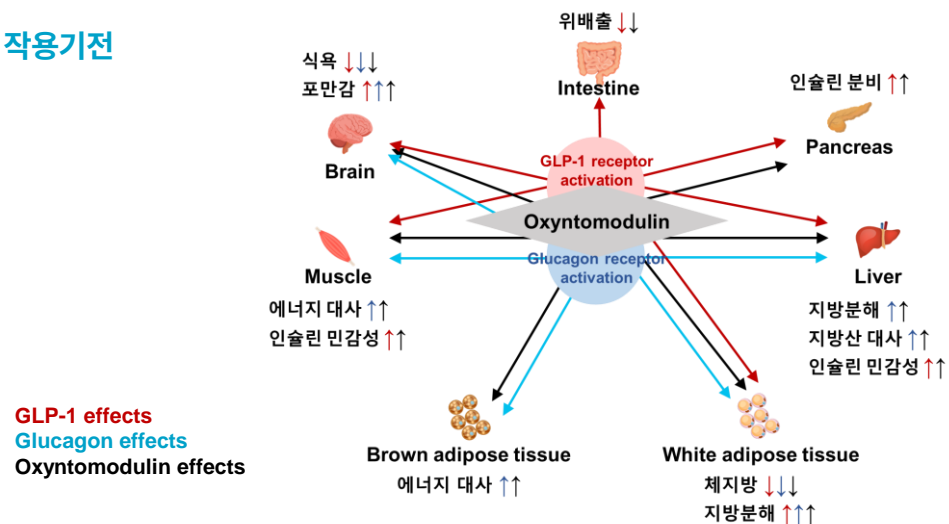 작용기전
위배출 ↓↓
Intestine
식욕 ↓↓↓
포만감 ↑↑↑
Brain
인슐린 분비 ↑↑
Pancreas
GLP-1 receptor
activation
Oxyntomodulin
Glucagon receptor
activation
Muscle
에너지 대사 ↑↑
인슐린 민감성 ↑↑
Liver
지방분해 ↑↑
지방산 대사 ↑↑
인슐린 민감성 ↑↑
GLP-1 effects
Glucagon effects
Oxyntomodulin effects
Brown adipose tissue
에너지 대사 ↑↑
White adipose tissue
체지방 ↓↓↓
지방분해 ↑↑↑